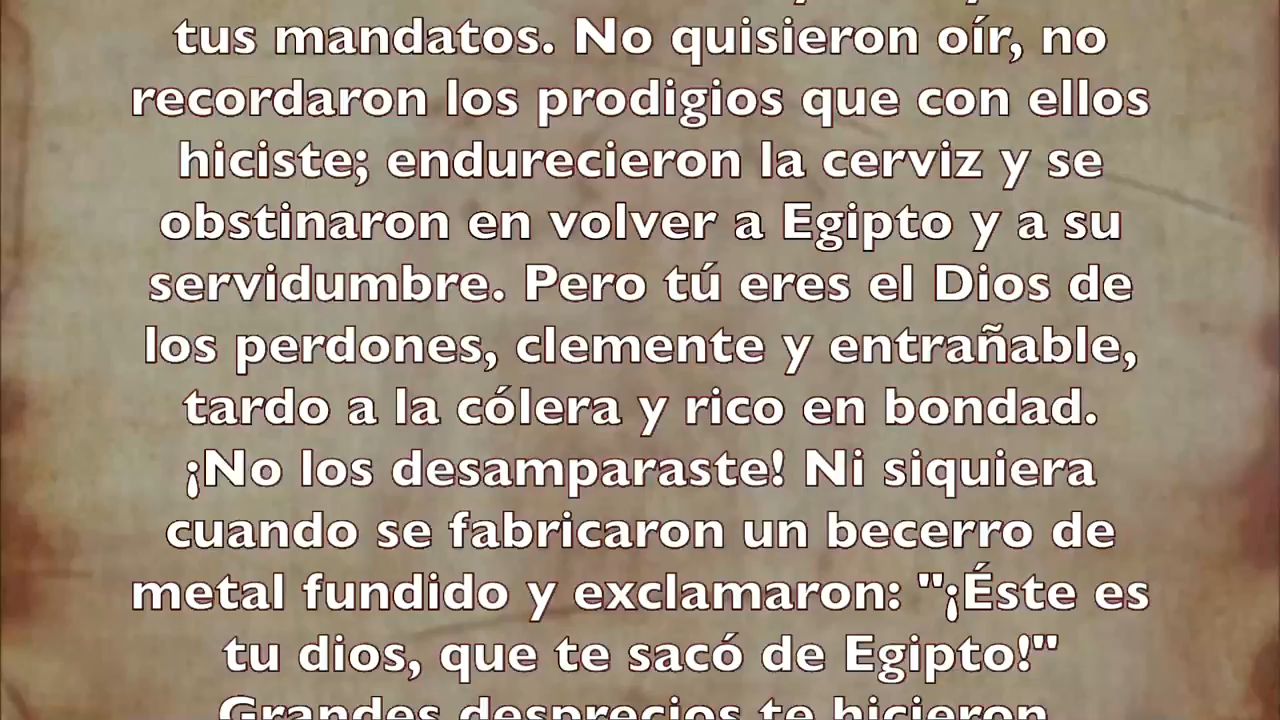 tus mandatos. No quisieron oír, no
recordaron los prodigios que con ellos
hiciste; endurecieron la cerviz y se
obstinaron en volver a Egipto y a su
servidumbre. Pero tú eres el Dios de
los perdones, clemente y entrañable,
tardo a la cólera y rico en bondad.
¡No los desamparaste! Ni siquiera
cuando se fabricaron un becerro de
metal fundido y exclamaron: "¡Éste es
tu dios, que te sacó de Egipto!"
Grandes desprecios te hicieron